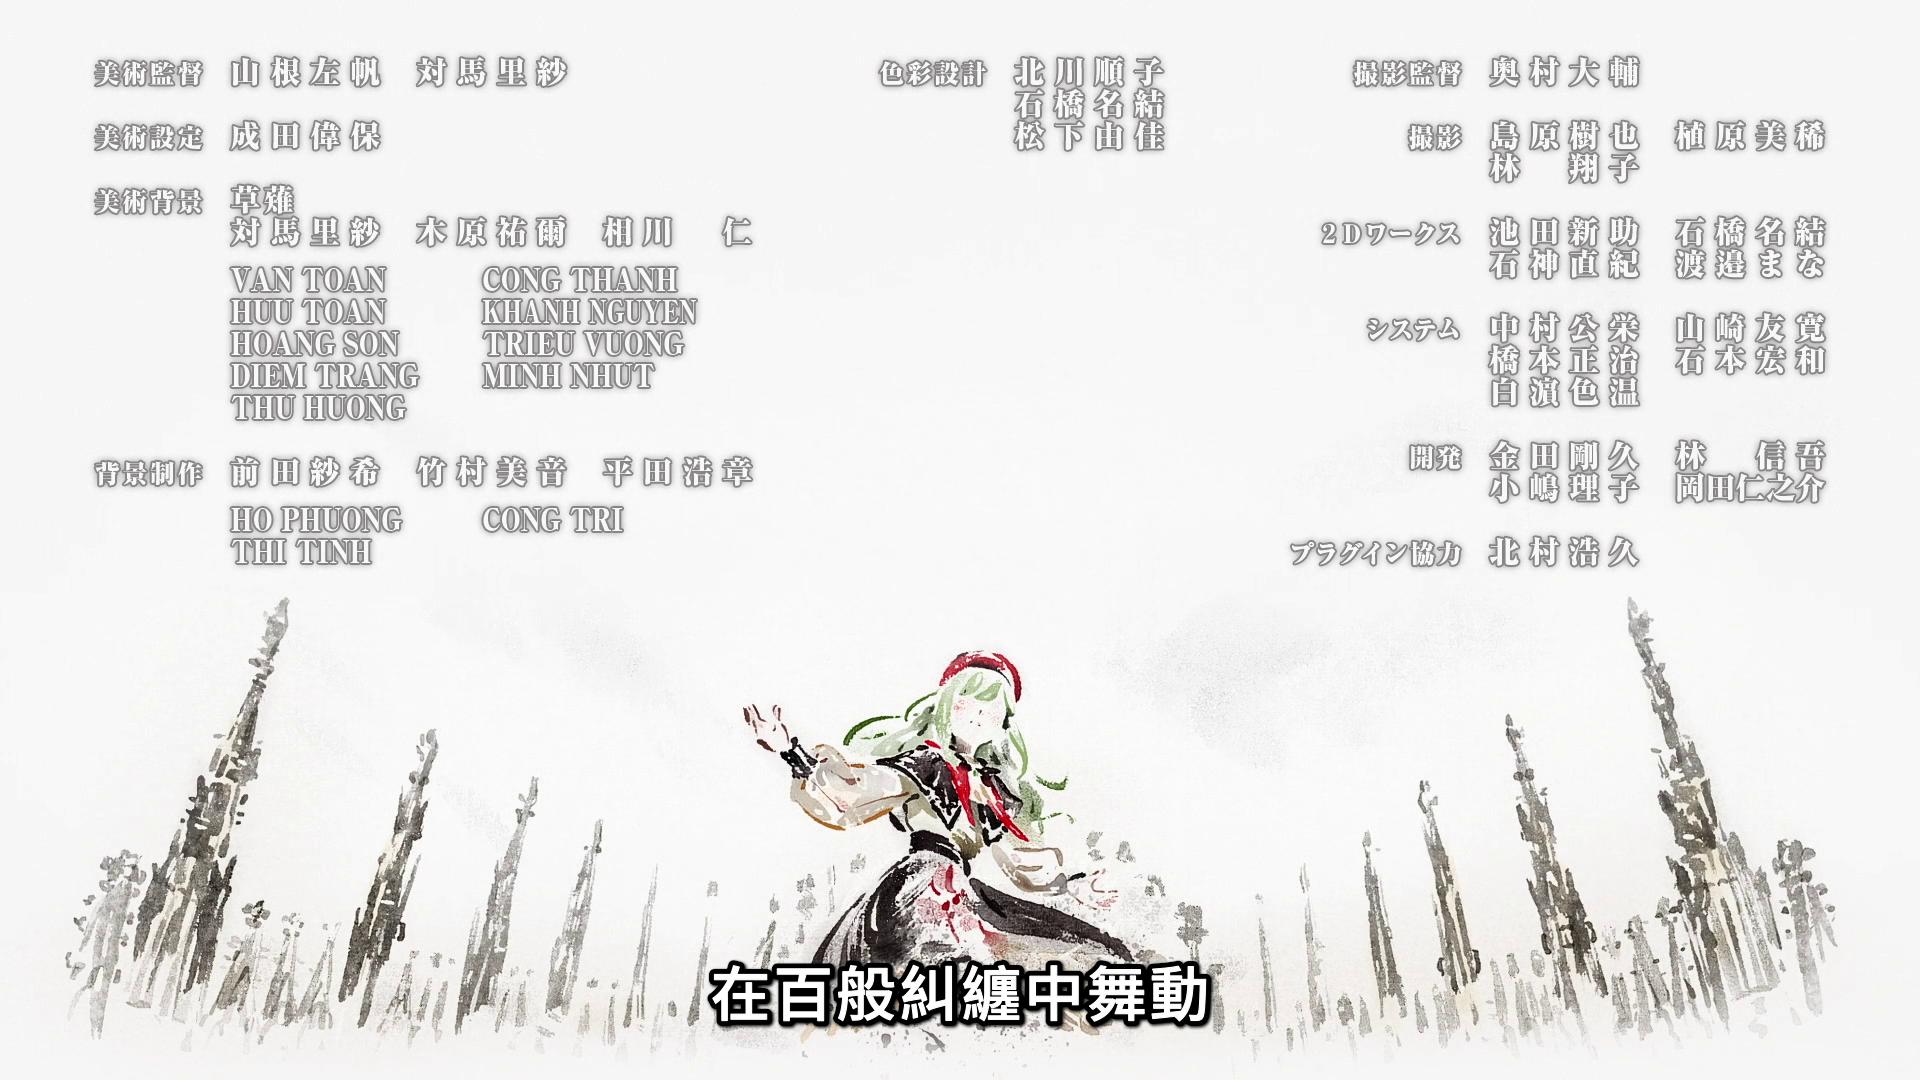 美術監督 山根左帆 対馬里紗
美術設定 成田偉保
美術背景 草薙
対馬里紗 木原祐爾 相川 仁
VAN TOAN CONG THANH
HUU TOAN KHANH NGUYEN
HOANG SON TRIEU VUONG
DIEM TRANG MINH NHUT
THU HUONG
背景制作 前田紗希 竹村美音 平田浩章
HO PHUONG CONG TRI
THI TINH
色彩設計 北川順子
石橋名結
松下由佳
撮影監督 奥村大輔
撮影 島原樹也 植原美稀
林 翔子
2Dワークス 池田新助 石橋名結
石神直紀 渡邉まな
システム 中村公栄 山崎友寛
橋本正治 石本宏和
白濵色温
開発 金田剛久 林 信吾
小嶋理子 岡田仁之介
プラグイン協力 北村浩久
在百般糾纏中舞動